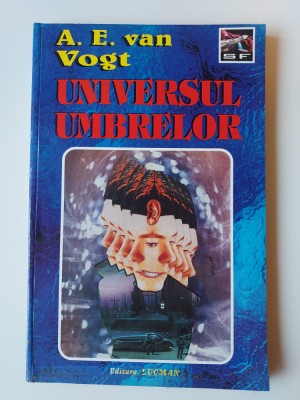 A. E. van
Vogt
SF
UNIVERSUL
UMBRELOR
Editura LUCMAN